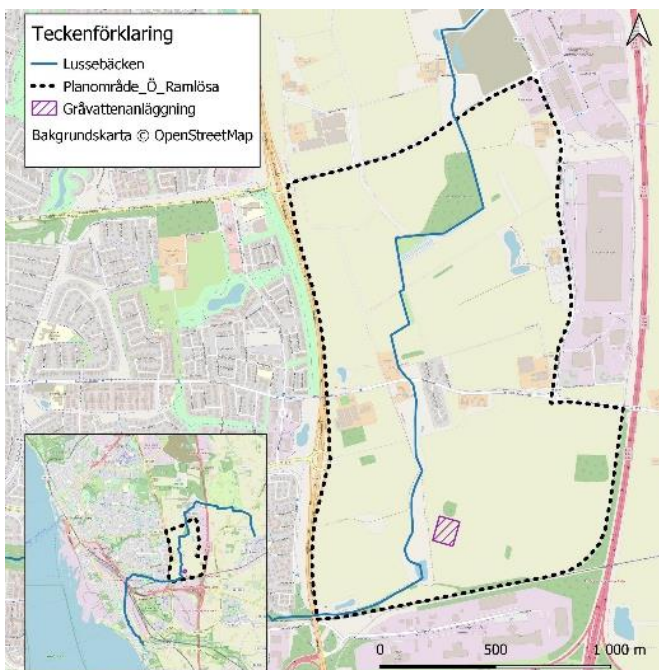 Teckenförklaring
Lussebäcken
Planområde_Ö_Ramlösa
Gråvattenanläggning
Bakgrundskarta © OpenStreetMap
0 500 1 000 m